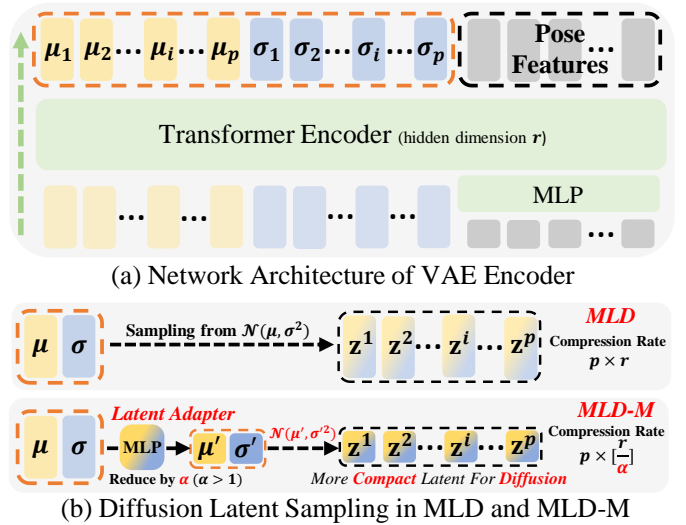 μ₁ μ₂ ... μᵢ ... μₚ σ₁ σ₂ ... σᵢ ... σₚ
Pose
Features
...
Transformer Encoder (hidden dimension r)
MLP
... ... ... ... ...
(a) Network Architecture of VAE Encoder
μ σ
Sampling from 𝒩(μ, σ²)
z¹ z² ... zⁱ ... zᵖ
MLD
Compression Rate
p × r
Latent Adapter
μ σ
MLP
Reduce by α (α > 1)
μ′ σ′
𝒩(μ′, σ′²)
z¹ z² ... zⁱ ... zᵖ
More Compact Latent For Diffusion
MLD-M
Compression Rate
p × [r/α]
(b) Diffusion Latent Sampling in MLD and MLD-M